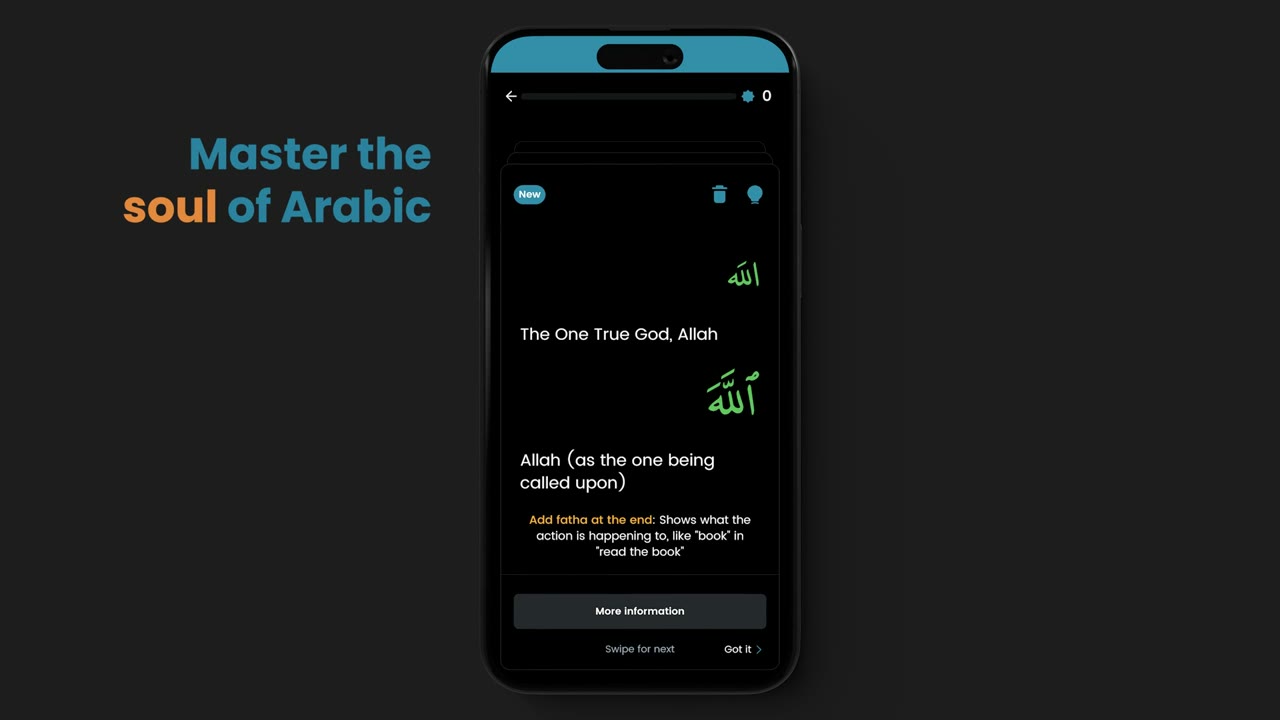 Master the
soul of Arabic
0
New
الله
The One True God, Allah
ٱللَّهَ
Allah (as the one being
called upon)
Add fatha at the end: Shows what the
action is happening to, like "book" in
"read the book"
More information
Swipe for next
Got it